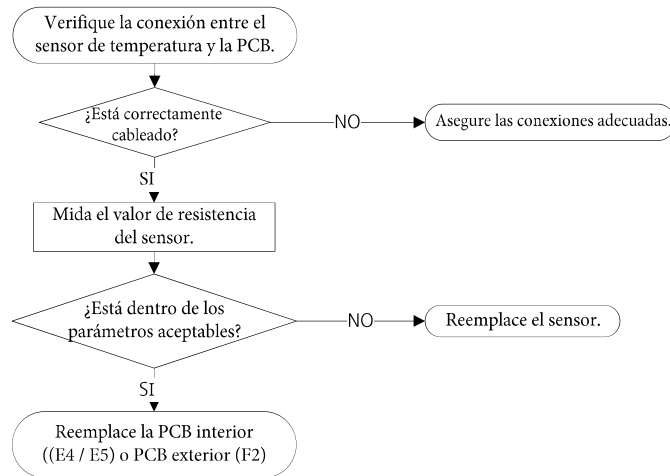 Verifique la conexión entre el
sensor de temperatura y la PCB.
¿Está correctamente
cableado?
NO
Asegure las conexiones adecuadas.
SI
Mida el valor de resistencia
del sensor.
¿Está dentro de los
parámetros aceptables?
NO
Reemplace el sensor.
SI
Reemplace la PCB interior
((E4 / E5) o PCB exterior (F2)